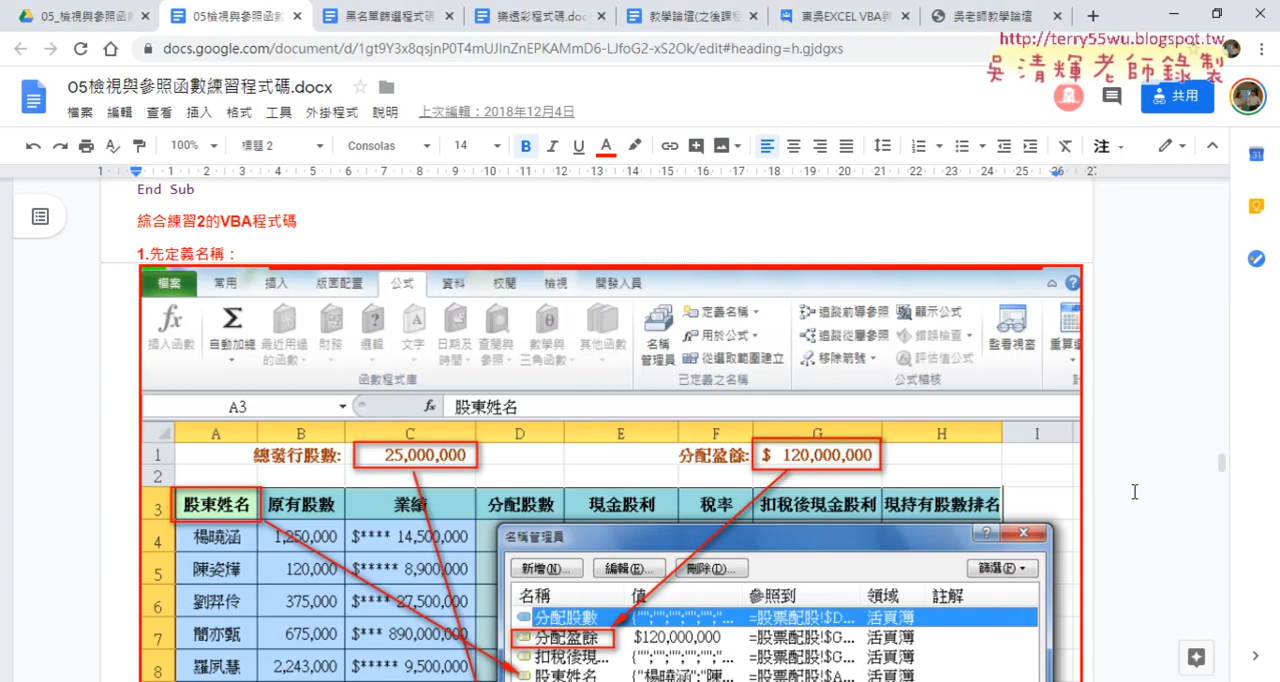 05_檢視與參照函
05檢視與參照函數
黑名單篩選程式碼
樂透彩程式碼.doc
教學論壇(之後課程
東吳EXCEL VBA與
吳老師教學論壇
docs.google.com/document/d/1gt9Y3x8qsjnP0T4mUJInZnEPKAMmD6-LJfoG2-xS2Ok/edit#heading=h.gjdgxs
http://terry55wu.blogspot.tw
吳清輝老師錄製
05檢視與參照函數練習程式碼.docx
檔案 編輯 查看 插入 格式 工具 外掛程式 說明 上次編輯：2018年12月4日
共用
100% 標題 2 Consolas 14 B I U A 注
End Sub
綜合練習2的VBA程式碼
1.先定義名稱：
檔案 常用 插入 版面配置 公式 資料 校閱 檢視 開發人員
插入函數 自動加總 最近用過的函數 財務 邏輯 文字 日期及時間 查閱與參照 數學與三角函數 其他函數
函數程式庫
名稱管理員 定義名稱 用於公式 從選取範圍建立
已定義之名稱
追蹤前導參照 追蹤從屬參照 移除箭號 顯示公式 錯誤檢查 評估值公式
公式稽核
監看視窗
A3 fx 股東姓名
A B C D E F G H I
1 總發行股數: 25,000,000 分配盈餘: $ 120,000,000
2
3 股東姓名 原有股數 業績 分配股數 現金股利 稅率 扣稅後現金股利 現持有股數排名
4 楊曉涵 1,250,000 $**** 14,500,000
5 陳姿燁 120,000 $***** 8,900,000
6 劉羿伶 375,000 $**** 27,500,000
7 簡亦甄 675,000 $*** 890,000,000
8 羅夙慧 2,243,000 $***** 9,500,000
名稱管理員
新增(N)... 編輯(E)... 刪除(D)... 篩選(F)
名稱 值 參照到 領域 註解
分配股數 {"";"";"";"";"";"... =股票配股!$D... 活頁簿
分配盈餘 $120,000,000 =股票配股!$G... 活頁簿
扣稅後現... {"";"";"";"";"";"... =股票配股!$G... 活頁簿
股東姓名 {"楊曉涵";"陳... =股票配股!$A... 活頁簿